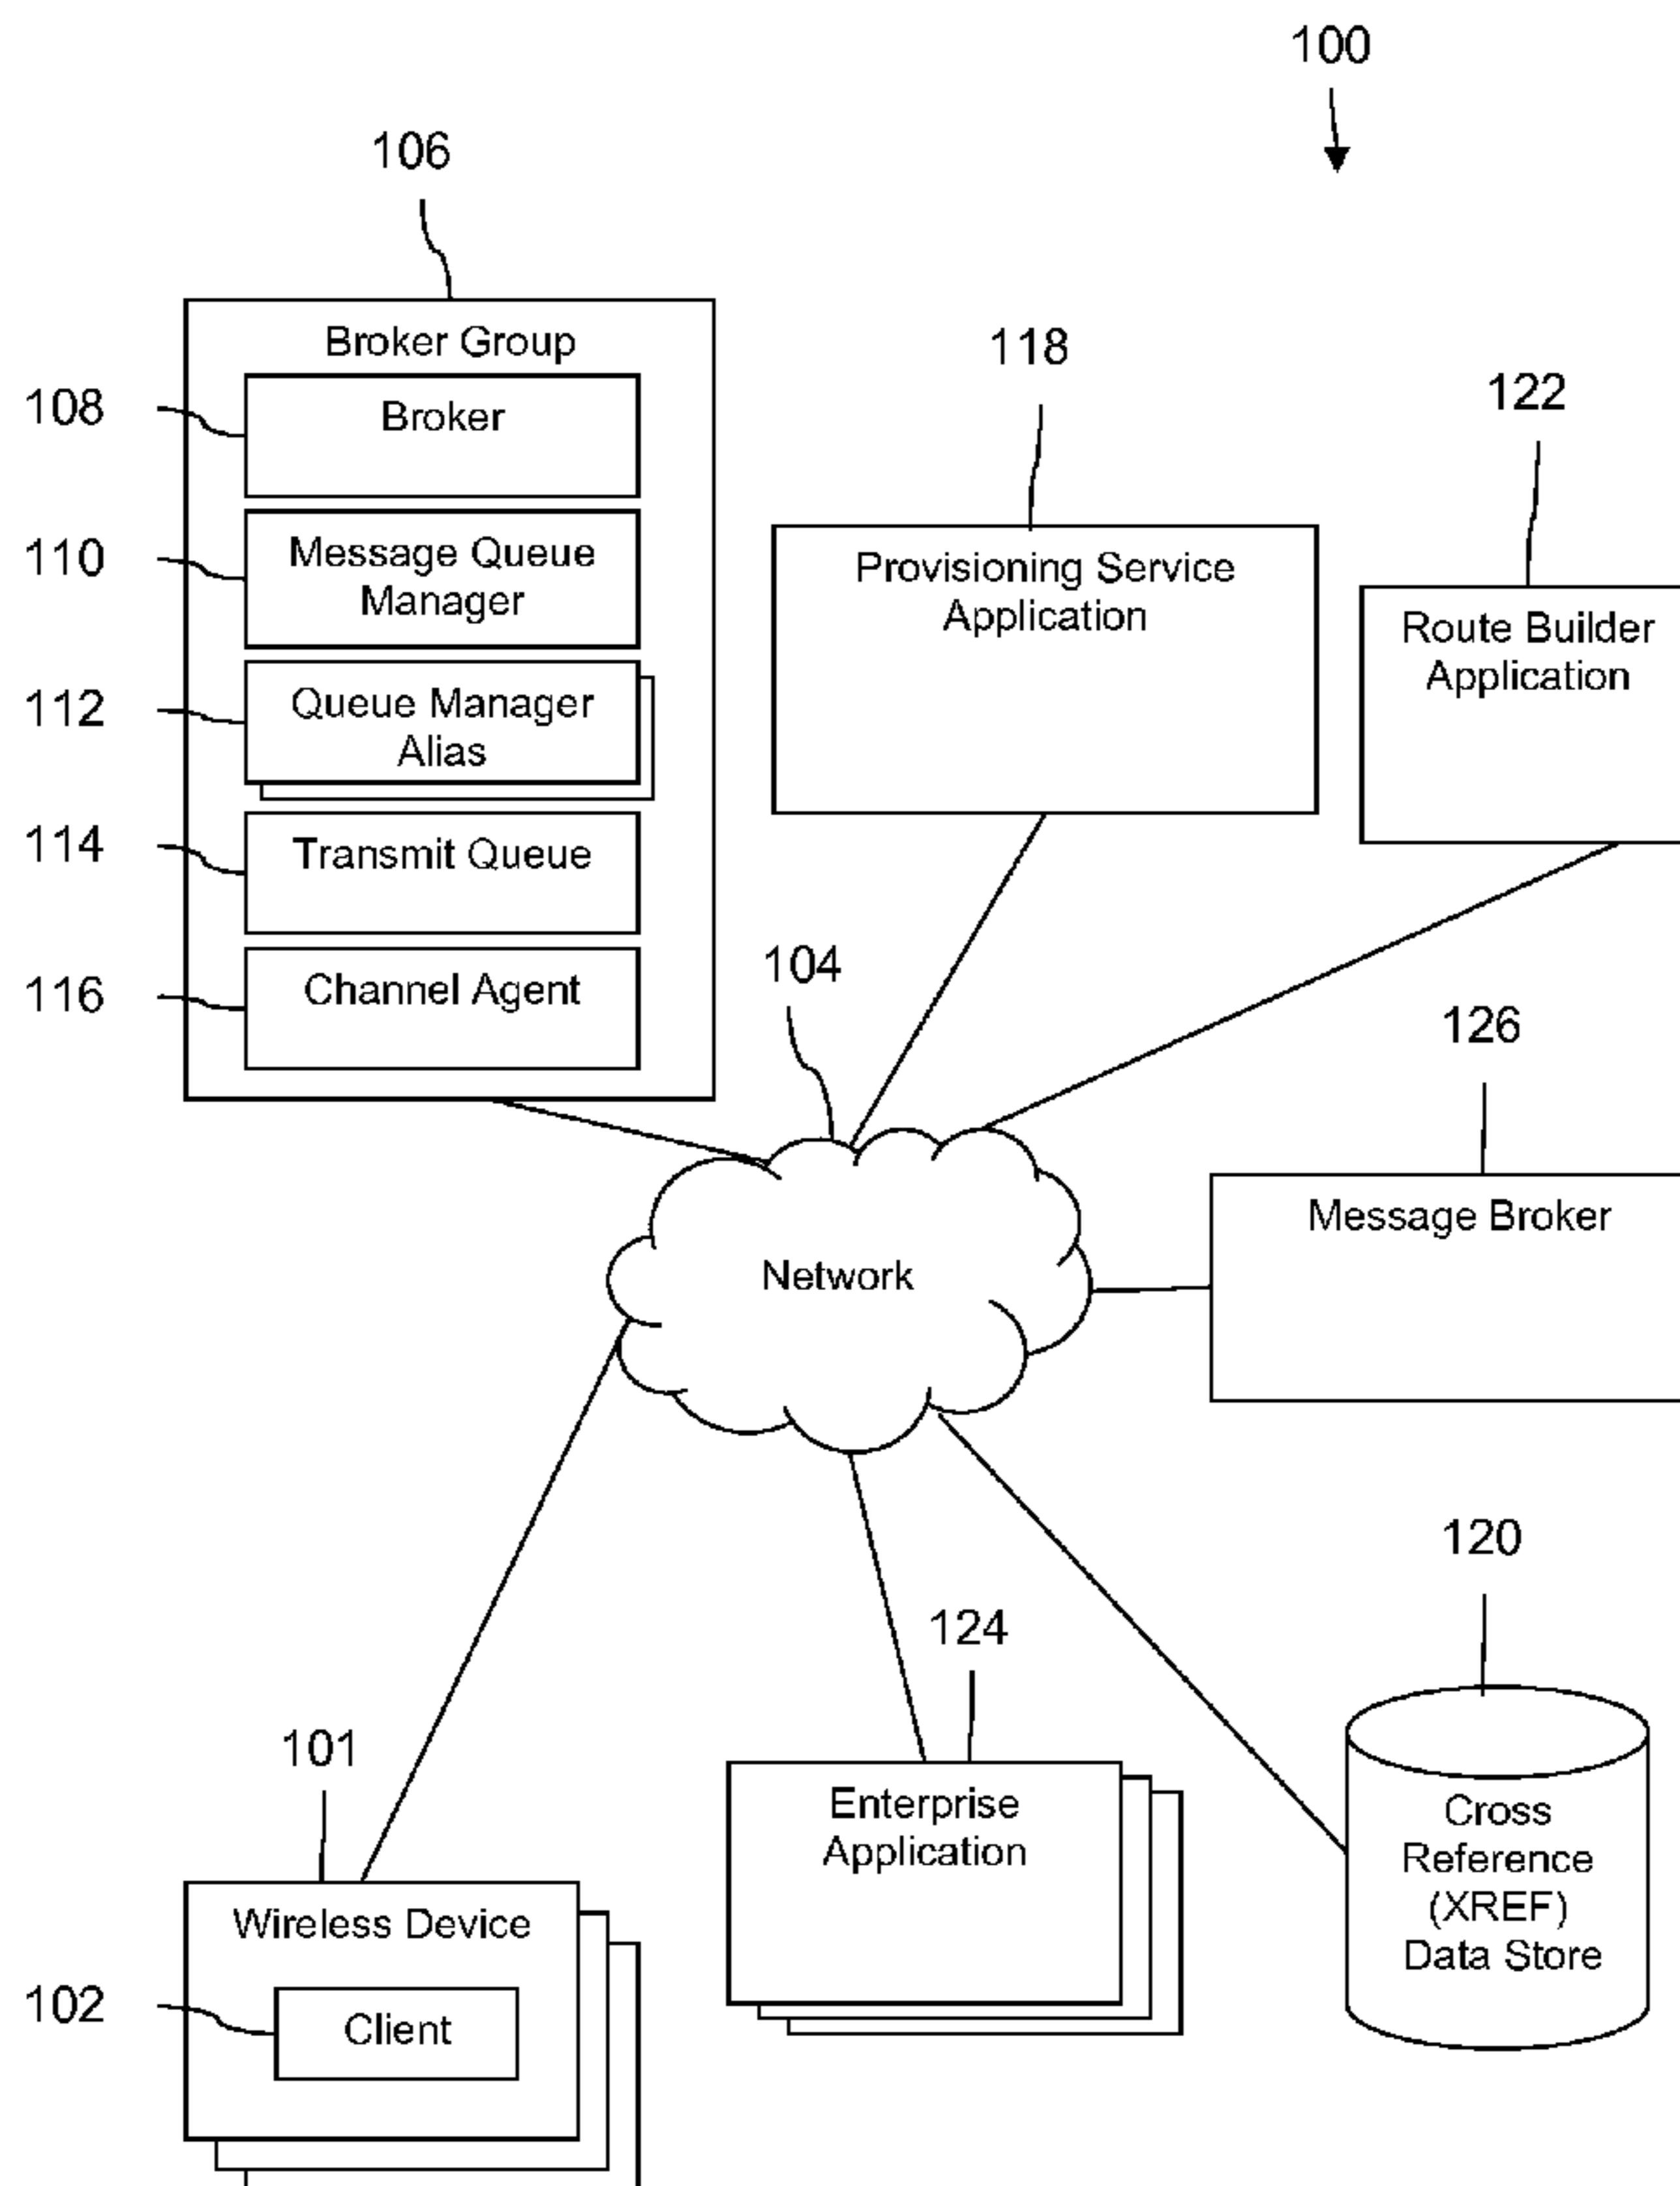 100
106
Broker Group
108
Broker
110
Message Queue
Manager
112
Queue Manager
Alias
114
Transmit Queue
116
Channel Agent
118
Provisioning Service
Application
122
Route Builder
Application
104
Network
126
Message Broker
101
Wireless Device
102
Client
124
Enterprise
Application
120
Cross
Reference
(XREF)
Data Store